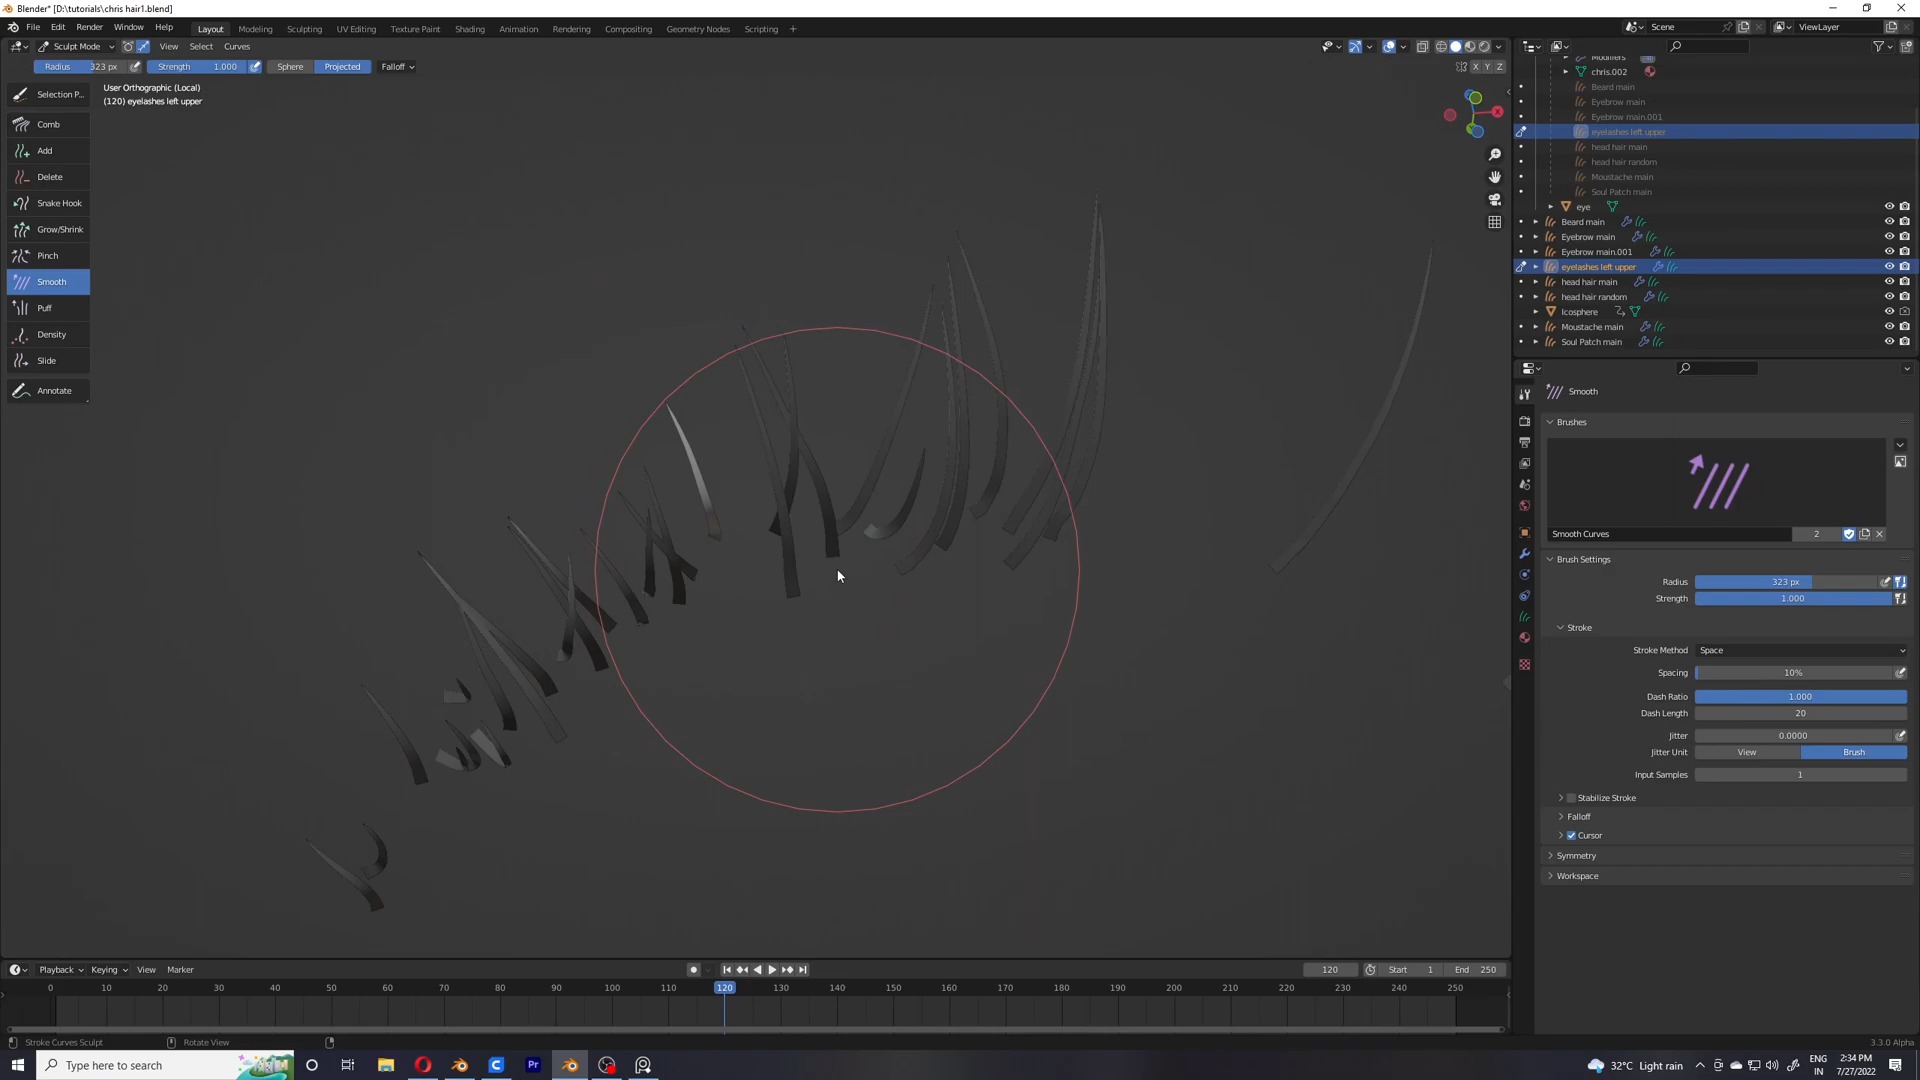 Blender* [D:\tutorials\chris hair1.blend]
File Edit Render Window Help
Layout Modeling Sculpting UV Editing Texture Paint Shading Animation Rendering Compositing Geometry Nodes Scripting +
Scene
ViewLayer
Sculpt Mode View Select Curves
Radius 323 px Strength 1.000 Sphere Projected Falloff
X Y Z
User Orthographic (Local)
(120) eyelashes left upper
Selection P...
Comb
Add
Delete
Snake Hook
Grow/Shrink
Pinch
Smooth
Puff
Density
Slide
Annotate
X
Modifiers
chris.002
Beard main
Eyebrow main
Eyebrow main.001
eyelashes left upper
head hair main
head hair random
Moustache main
Soul Patch main
eye
Beard main
Eyebrow main
Eyebrow main.001
eyelashes left upper
head hair main
head hair random
Icosphere
Moustache main
Soul Patch main
Smooth
Brushes
Smooth Curves 2
Brush Settings
Radius 323 px
Strength 1.000
Stroke
Stroke Method Space
Spacing 10%
Dash Ratio 1.000
Dash Length 20
Jitter 0.0000
Jitter Unit View Brush
Input Samples 1
Stabilize Stroke
Falloff
Cursor
Symmetry
Workspace
Playback Keying View Marker
120 Start 1 End 250
0 10 20 30 40 50 60 70 80 90 100 110 120 130 140 150 160 170 180 190 200 210 220 230 240 250
Stroke Curves Sculpt Rotate View
3.3.0 Alpha
Type here to search
Pr
32°C Light rain
ENG
IN
2:34 PM
7/27/2022